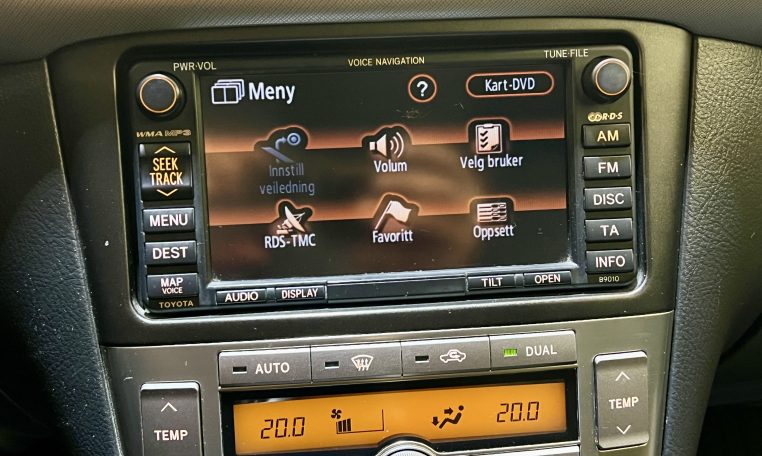 PWR·VOL
VOICE NAVIGATION
TUNE·FILE
Meny
?
Kart-DVD
WMA MP3
SEEK
TRACK
MENU
DEST
MAP
VOICE
TOYOTA
Innstill
veiledning
Volum
Velg bruker
RDS-TMC
Favoritt
Oppsett
CD·R·D·S
AM
FM
DISC
TA
INFO
B9010
AUDIO
DISPLAY
TILT
OPEN
AUTO
DUAL
TEMP
20.0
20.0
TEMP